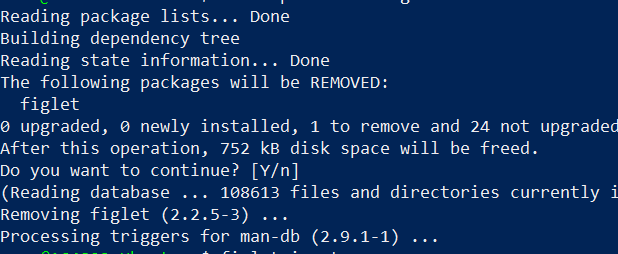 Reading package lists... Done
Building dependency tree
Reading state information... Done
The following packages will be REMOVED:
figlet
0 upgraded, 0 newly installed, 1 to remove and 24 not upgraded
After this operation, 752 kB disk space will be freed.
Do you want to continue? [Y/n]
(Reading database ... 108613 files and directories currently i
Removing figlet (2.2.5-3) ...
Processing triggers for man-db (2.9.1-1) ...